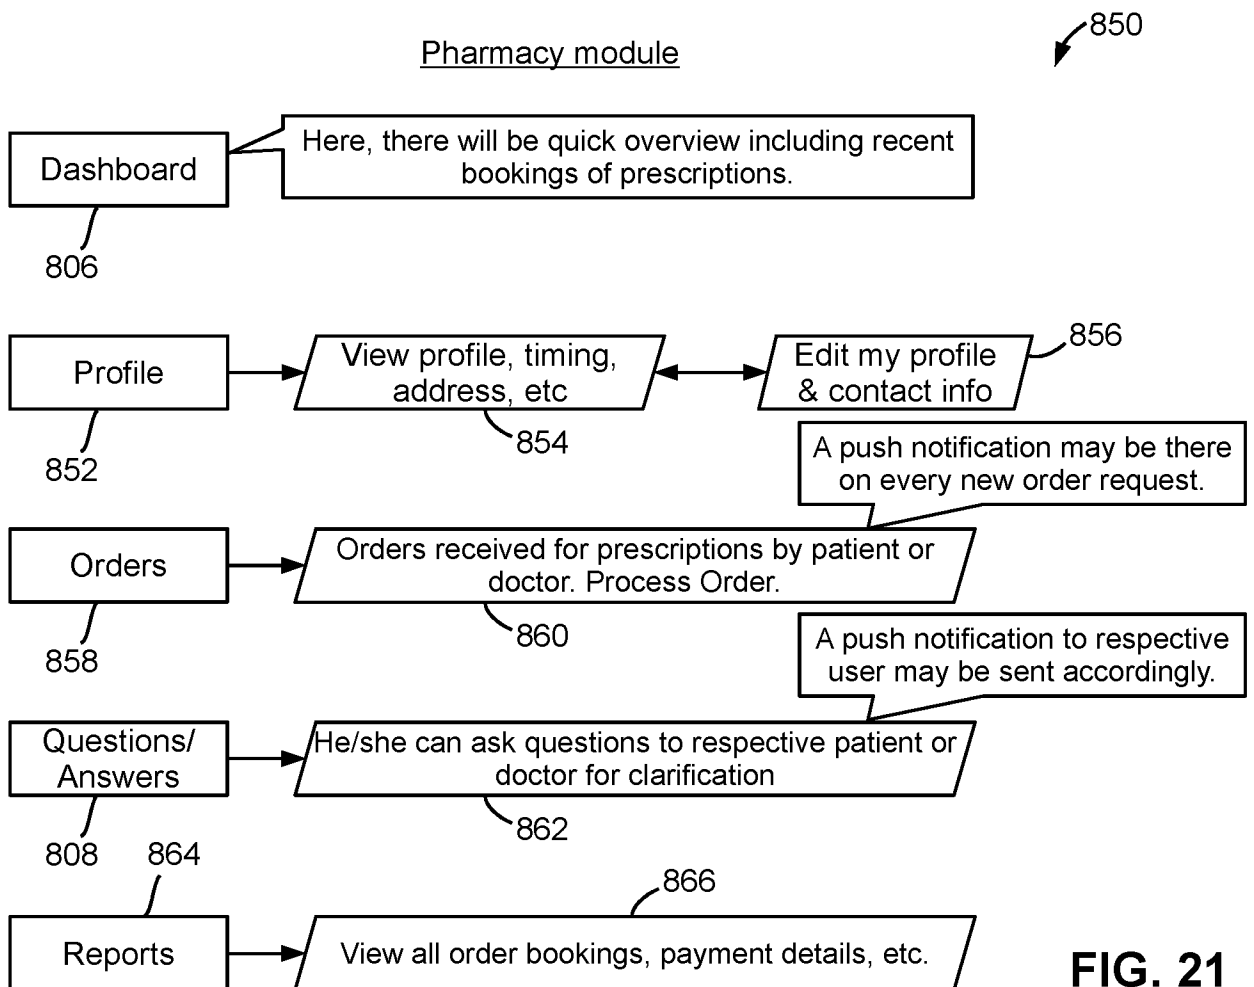 850
Pharmacy module
Dashboard
Here, there will be quick overview including recent
bookings of prescriptions.
806
Profile
View profile, timing,
address, etc
Edit my profile
& contact info
856
852
854
A push notification may be there
on every new order request.
Orders
Orders received for prescriptions by patient or
doctor. Process Order.
858
860
A push notification to respective
user may be sent accordingly.
Questions/
Answers
He/she can ask questions to respective patient or
doctor for clarification
808
862
864
866
Reports
View all order bookings, payment details, etc.
FIG. 21